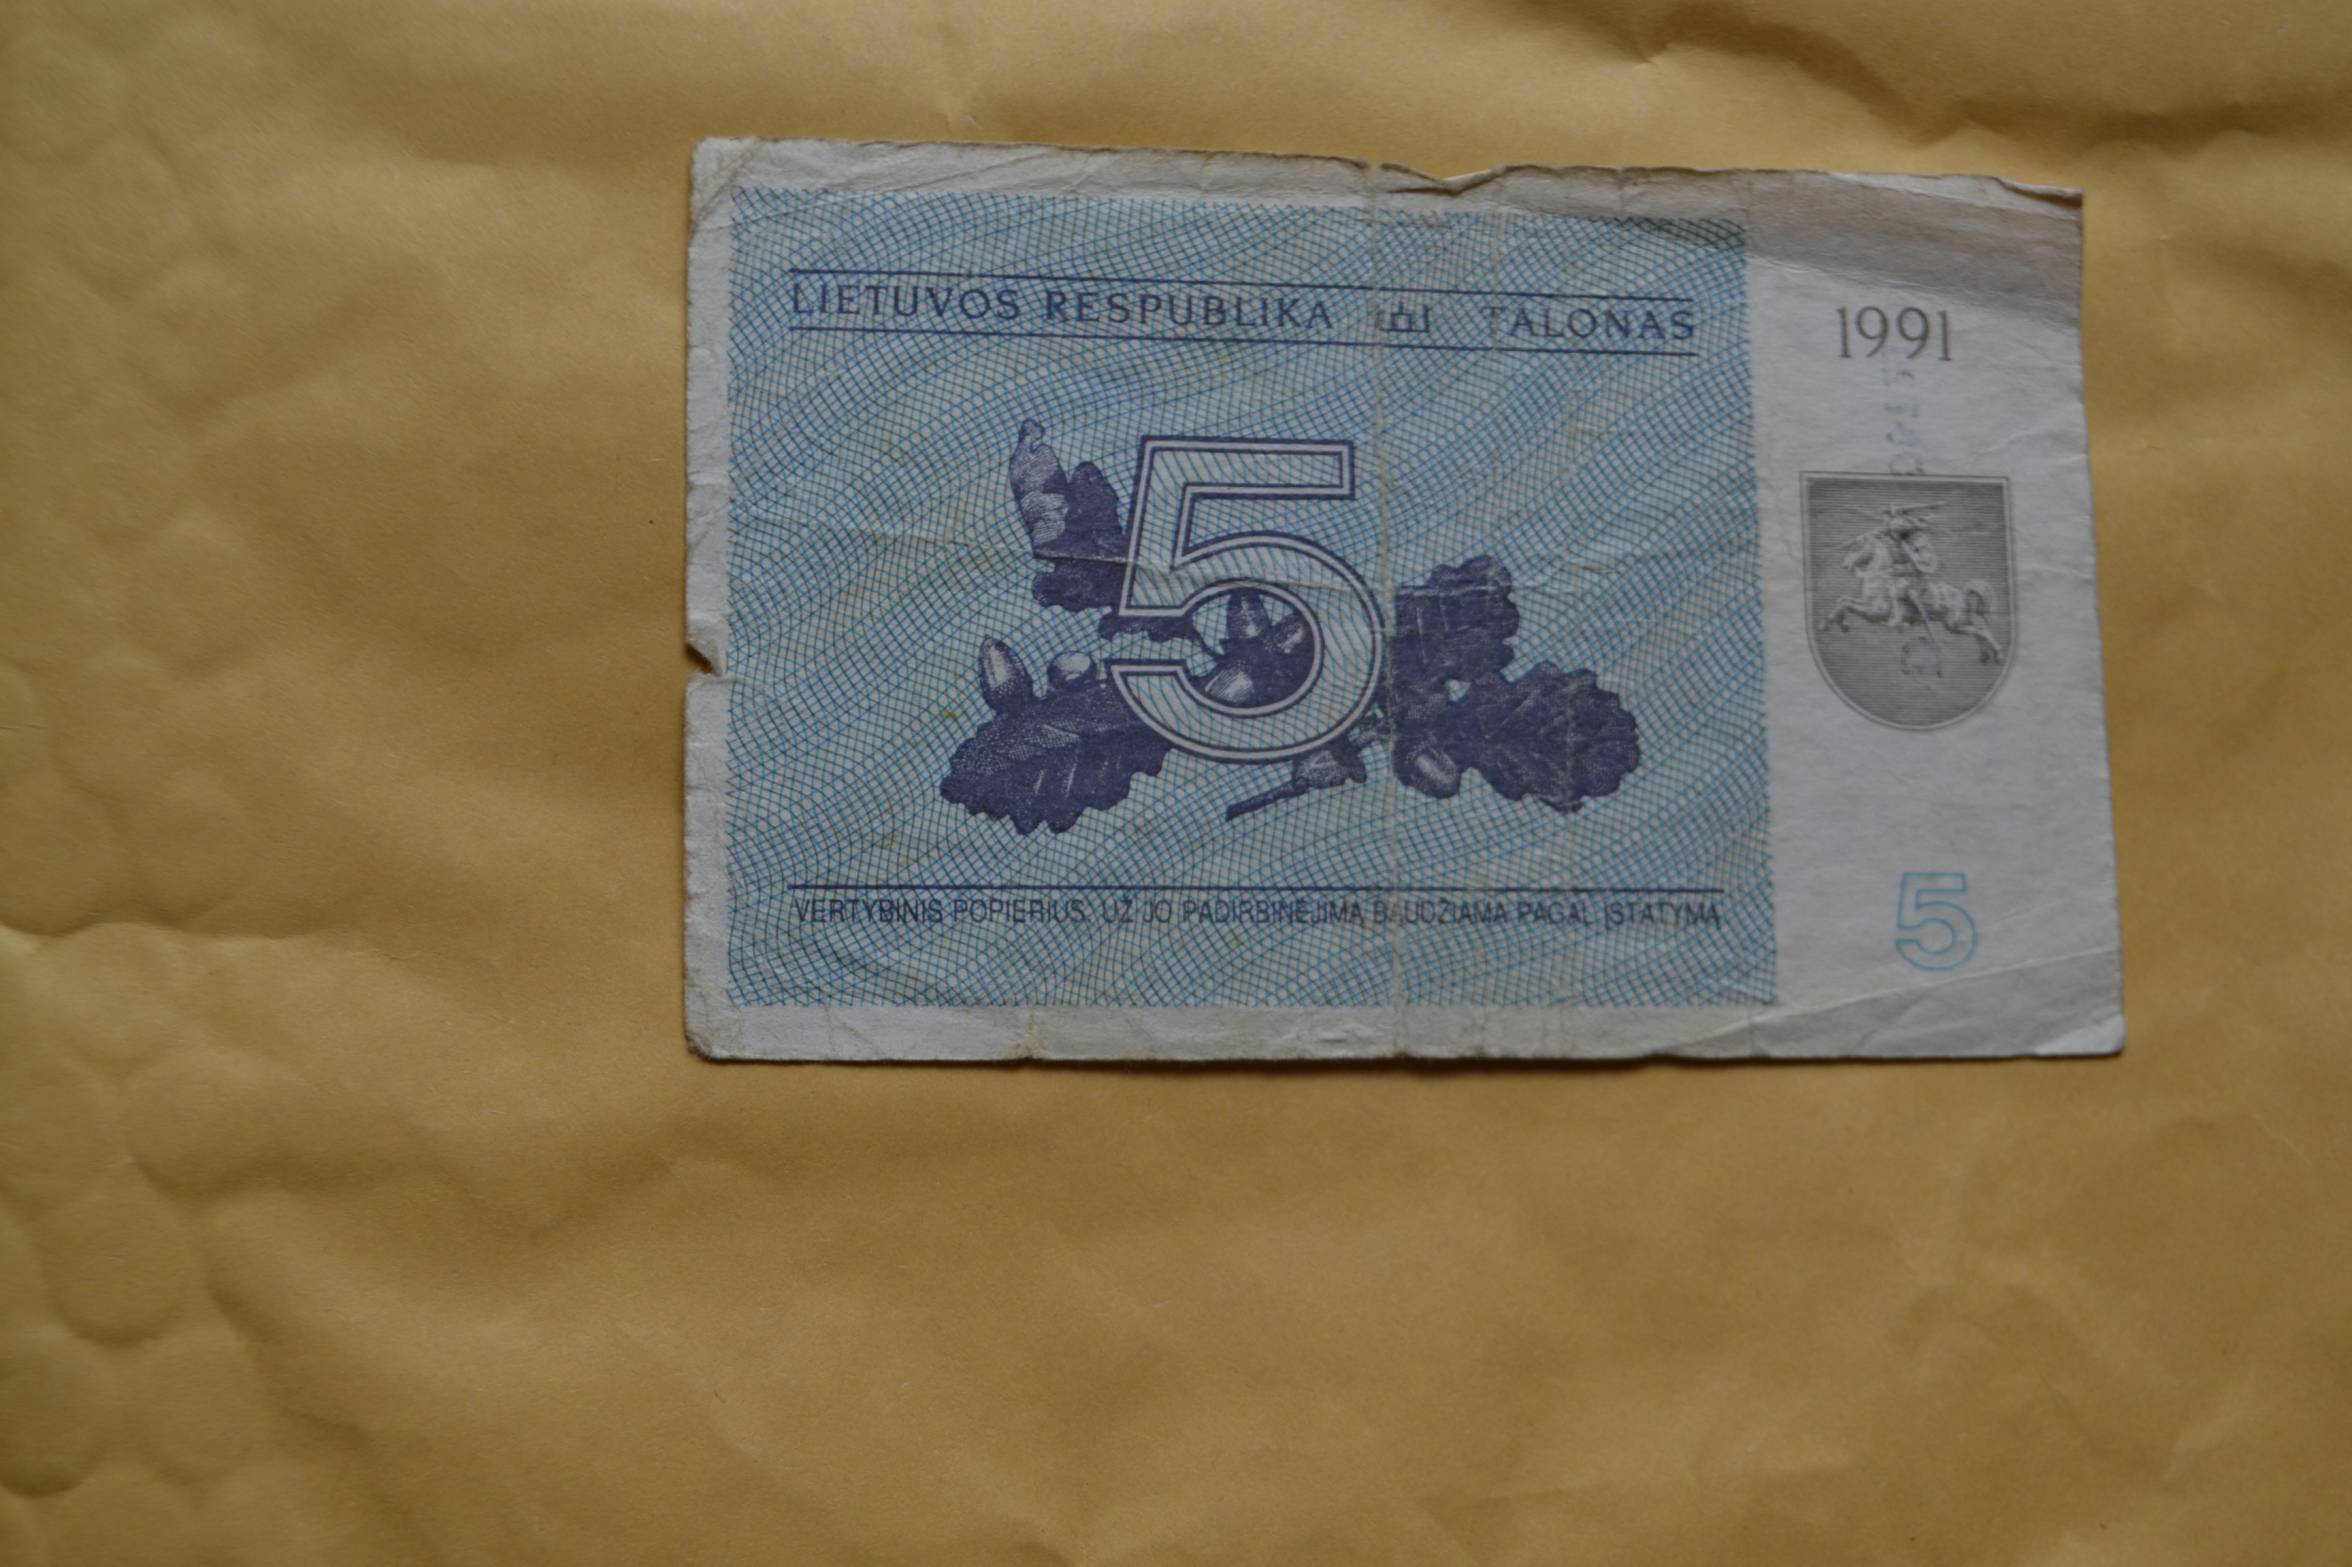 LIETUVOS RESPUBLIKA TALONAS
1991
5
VERTYBINIS POPIERIUS. UŽ JO PADIRBINĖJIMĄ BAUDŽIAMA PAGAL ĮSTATYMĄ
5